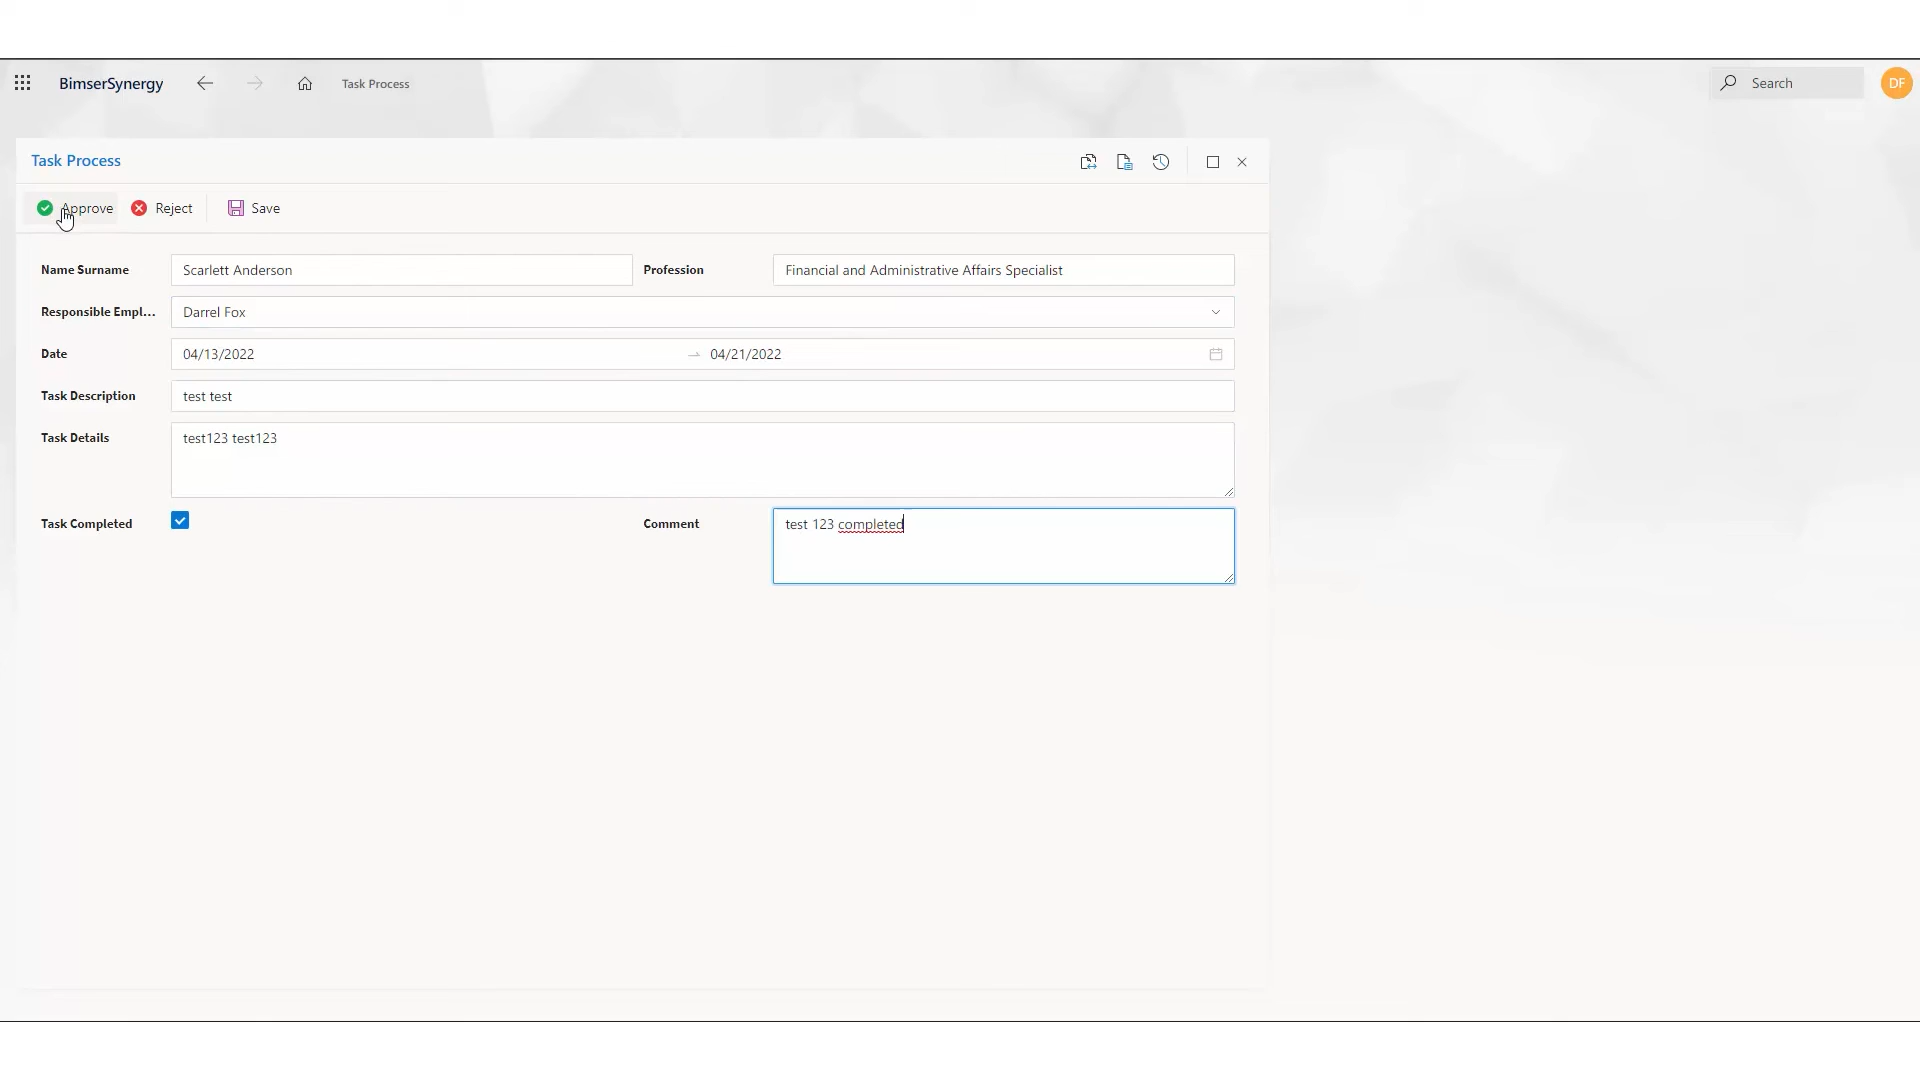 BimserSynergy
Task Process
Search
DF
Task Process
Approve
Reject
Save
Name Surname
Scarlett Anderson
Profession
Financial and Administrative Affairs Specialist
Responsible Empl...
Darrel Fox
Date
04/13/2022
04/21/2022
Task Description
test test
Task Details
test123 test123
Task Completed
Comment
test 123 completed